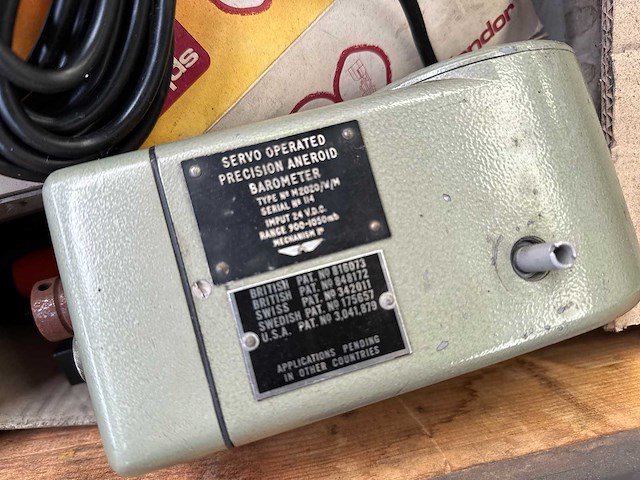 SERVO OPERATED
PRECISION ANEROID
BAROMETER
TYPE No M2020/V/M
SERIAL No 114
INPUT 24 V.D.C.
RANGE 900-1050mb
MECHANISM LTD
BRITISH PAT. No 816073
BRITISH PAT. No 848172
SWISS PAT. No 342011
SWEDISH PAT. No 175657
U.S.A. PAT. No 3,041,879
APPLICATIONS PENDING
IN OTHER COUNTRIES